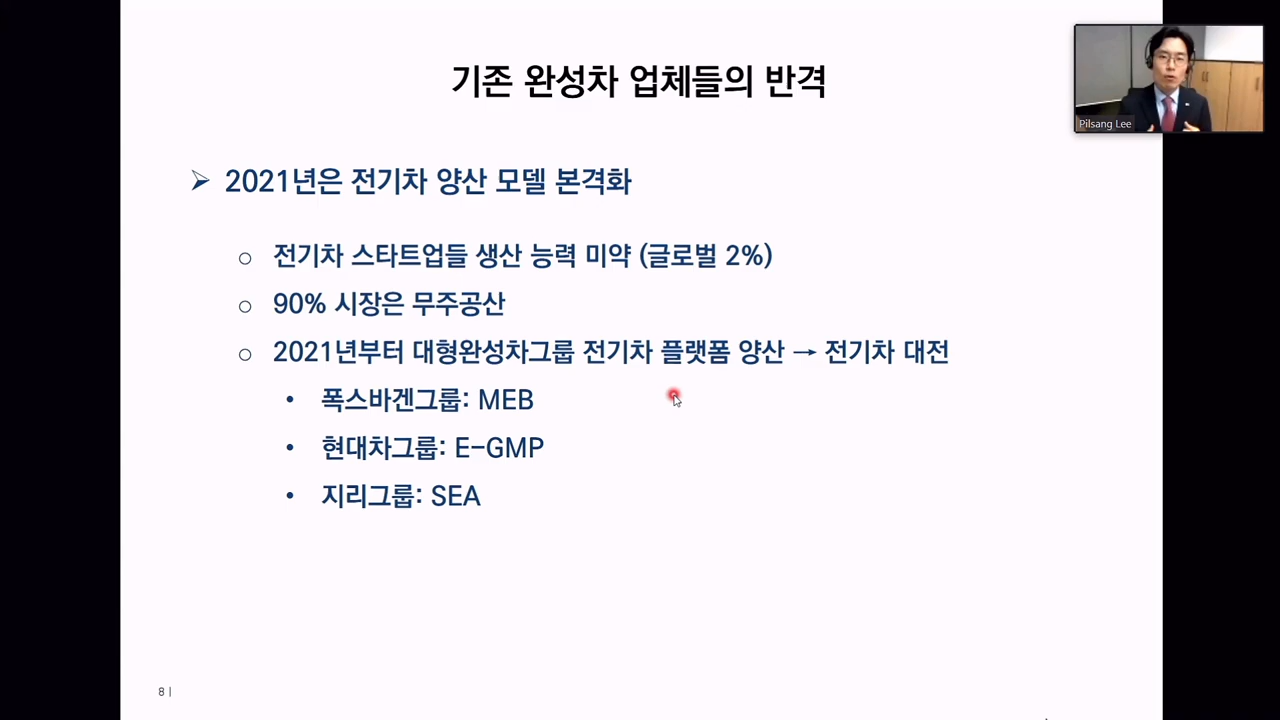 기존 완성차 업체들의 반격
Pilsang Lee
➢ 2021년은 전기차 양산 모델 본격화
○ 전기차 스타트업들 생산 능력 미약 (글로벌 2%)
○ 90% 시장은 무주공산
○ 2021년부터 대형완성차그룹 전기차 플랫폼 양산 → 전기차 대전
• 폭스바겐그룹: MEB
• 현대차그룹: E-GMP
• 지리그룹: SEA
8 |